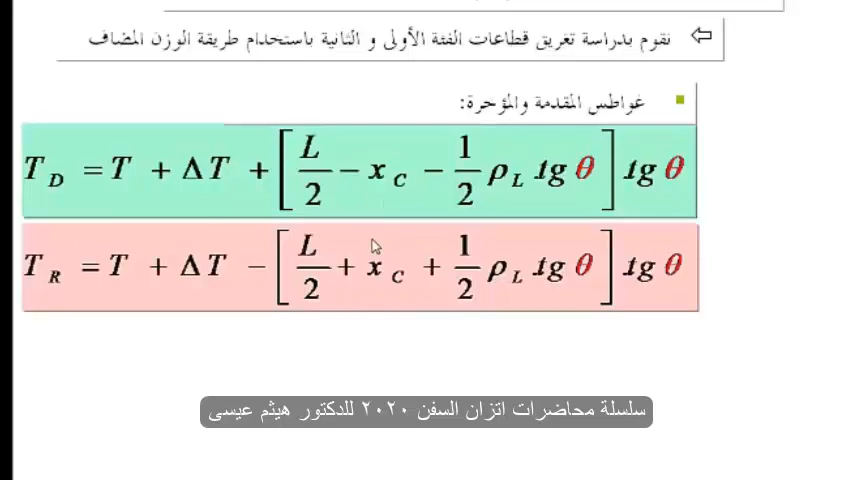 نقوم بدراسة تغريق قطاعات الفئة الأولى و الثانية باستخدام طريقة الوزن المضاف
غواطس المقدمة والمؤخرة:
T_D = T + ΔT + [L/2 − x_C − 1/2 ρ_L .tg θ] .tg θ
T_R = T + ΔT − [L/2 + x_C + 1/2 ρ_L .tg θ] .tg θ
سلسلة محاضرات اتزان السفن ٢٠٢٠ للدكتور هيثم عيسى